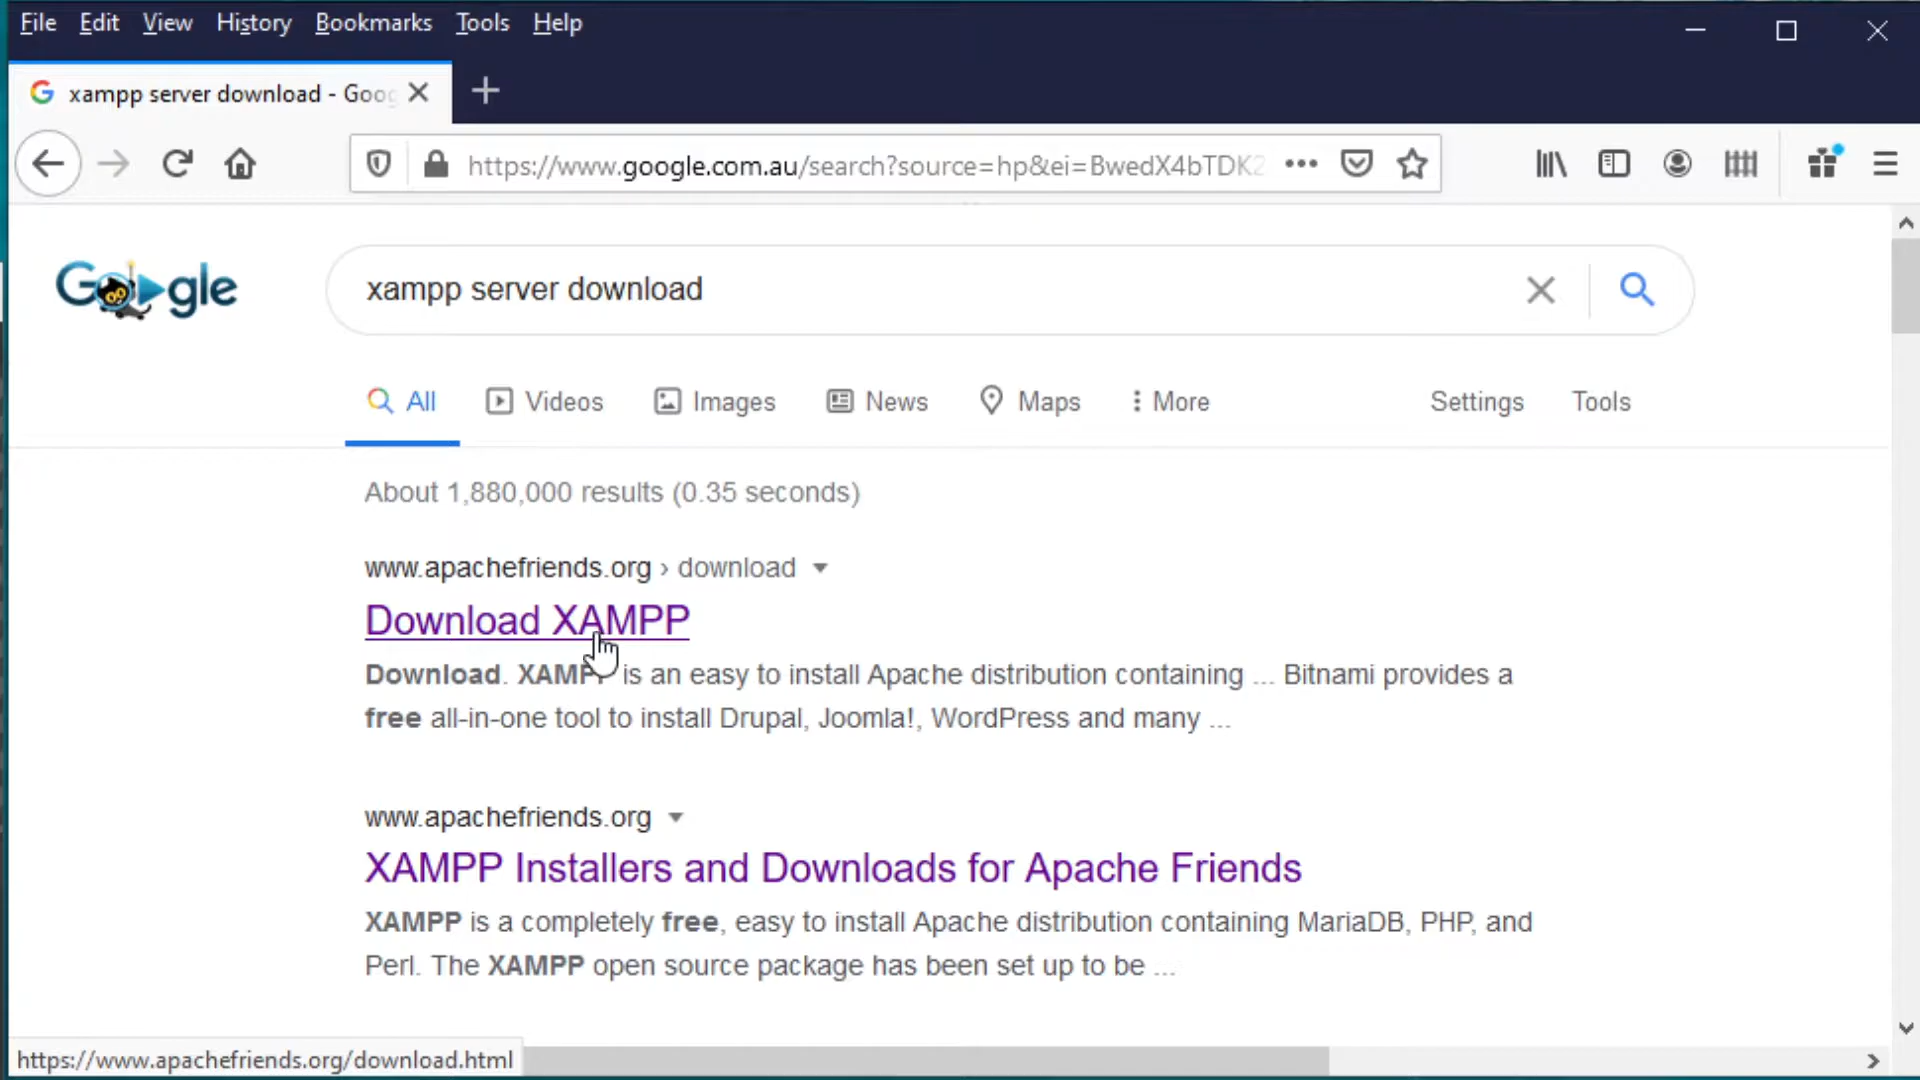 File Edit View History Bookmarks Tools Help
xampp server download - Goog
https://www.google.com.au/search?source=hp&ei=BwedX4bTDK2
Google
xampp server download
All Videos Images News Maps More Settings Tools
About 1,880,000 results (0.35 seconds)
www.apachefriends.org › download
Download XAMPP
Download. XAMPP is an easy to install Apache distribution containing ... Bitnami provides a
free all-in-one tool to install Drupal, Joomla!, WordPress and many ...
www.apachefriends.org
XAMPP Installers and Downloads for Apache Friends
XAMPP is a completely free, easy to install Apache distribution containing MariaDB, PHP, and
Perl. The XAMPP open source package has been set up to be ...
https://www.apachefriends.org/download.html